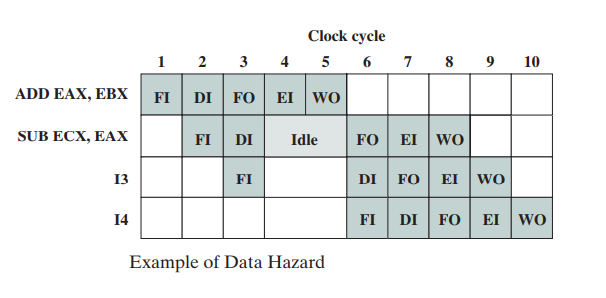 Clock cycle
1 2 3 4 5 6 7 8 9 10
ADD EAX, EBX FI DI FO EI WO
SUB ECX, EAX FI DI Idle FO EI WO
I3 FI DI FO EI WO
I4 FI DI FO EI WO
Example of Data Hazard